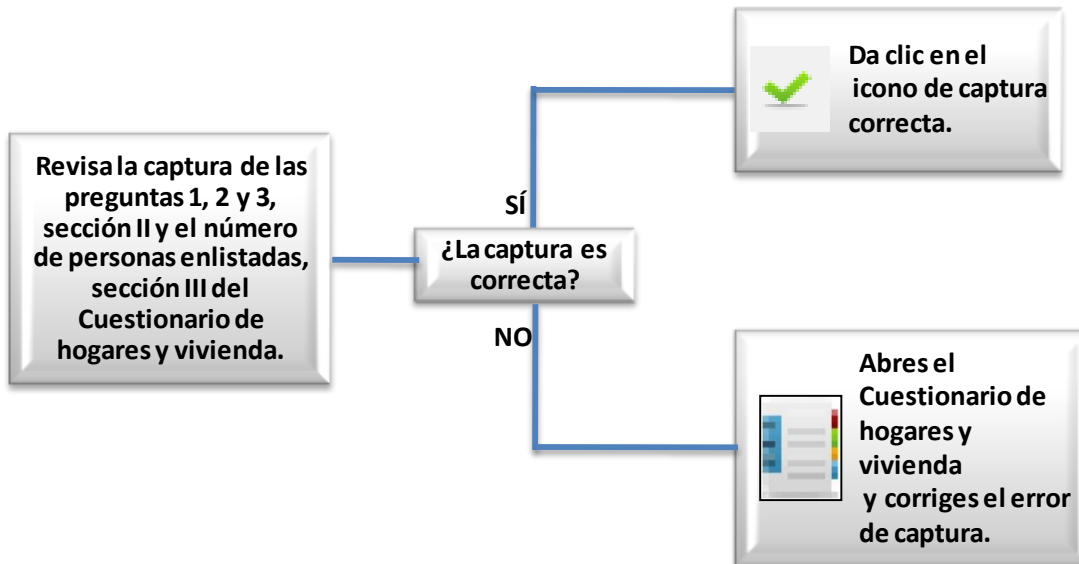 Revisa la captura de las
preguntas 1, 2 y 3,
sección II y el número
de personas enlistadas,
sección III del
Cuestionario de
hogares y vivienda.
¿La captura es
correcta?
SÍ
Da clic en el
icono de captura
correcta.
NO
Abres el
Cuestionario de
hogares y
vivienda
y corriges el error
de captura.